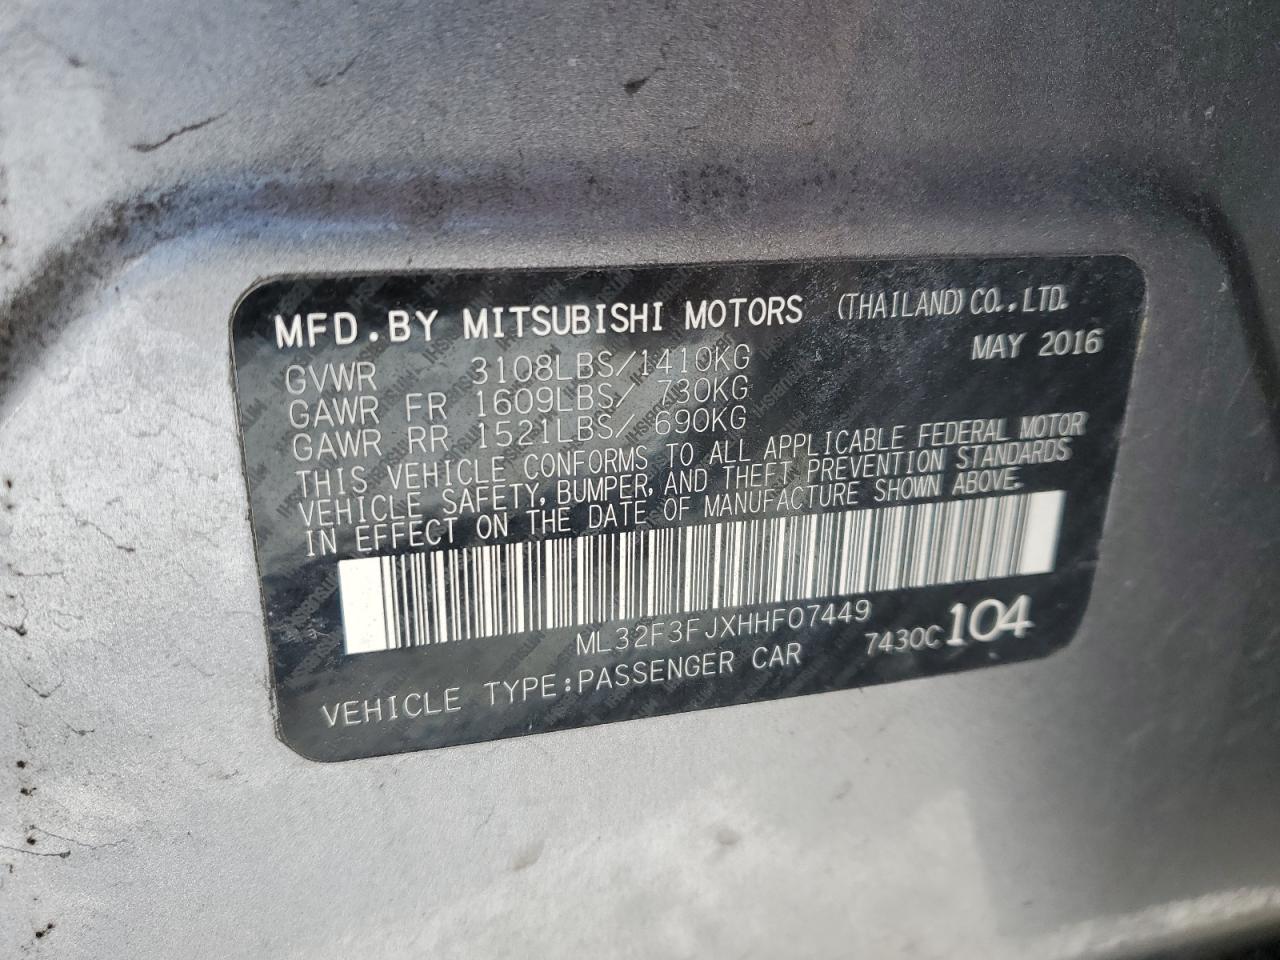 MFD.BY MITSUBISHI MOTORS (THAILAND) CO.,LTD.
MAY 2016
GVWR 3108LBS/1410KG
GAWR FR 1609LBS/ 730KG
GAWR RR 1521LBS/ 690KG
THIS VEHICLE CONFORMS TO ALL APPLICABLE FEDERAL MOTOR
VEHICLE SAFETY, BUMPER, AND THEFT PREVENTION STANDARDS
IN EFFECT ON THE DATE OF MANUFACTURE SHOWN ABOVE.
ML32F3FJXHHF07449
7430C 104
VEHICLE TYPE:PASSENGER CAR